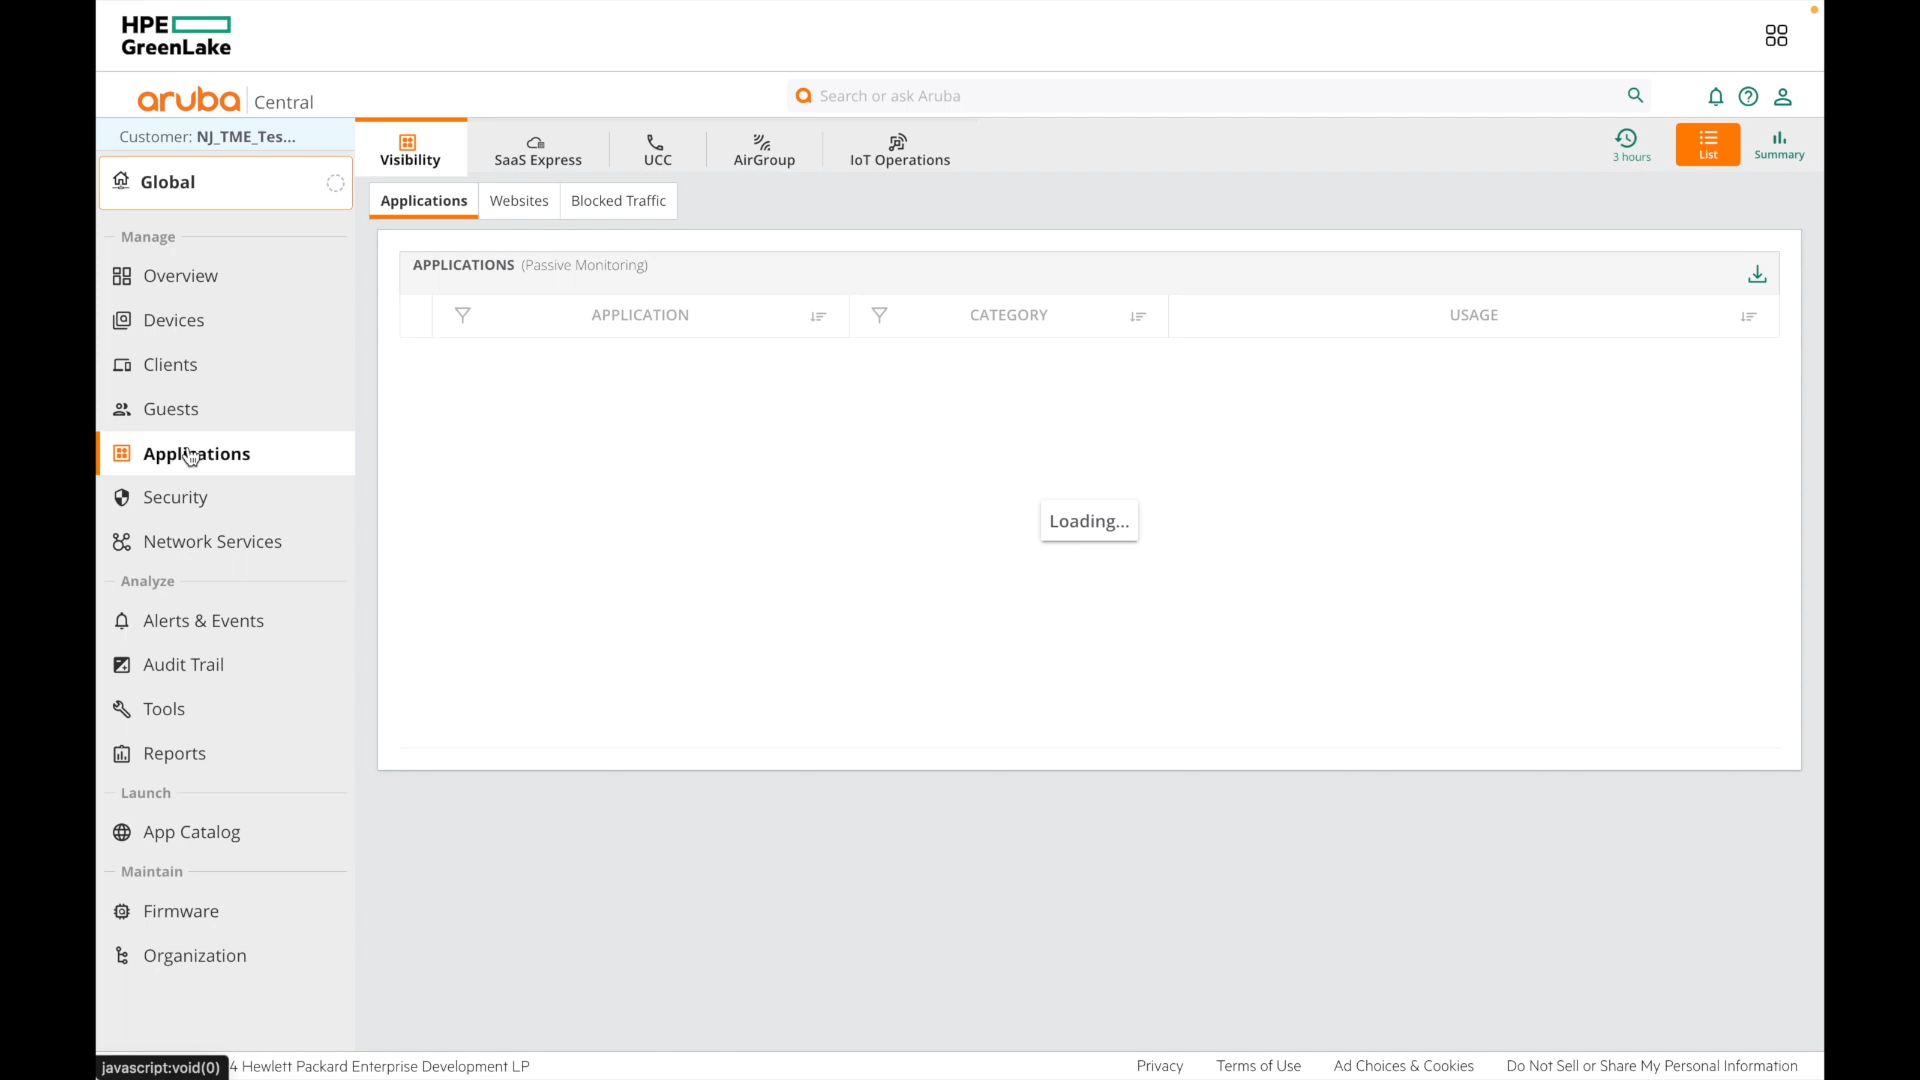 HPE
GreenLake
aruba Central
Search or ask Aruba
Customer: NJ_TME_Tes...
Visibility
SaaS Express
UCC
AirGroup
IoT Operations
3 hours
List
Summary
Global
Applications
Websites
Blocked Traffic
Manage
Overview
Devices
Clients
Guests
Applications
Security
Network Services
Analyze
Alerts & Events
Audit Trail
Tools
Reports
Launch
App Catalog
Maintain
Firmware
Organization
APPLICATIONS (Passive Monitoring)
APPLICATION
CATEGORY
USAGE
Loading...
javascript:void(0)
4 Hewlett Packard Enterprise Development LP
Privacy
Terms of Use
Ad Choices & Cookies
Do Not Sell or Share My Personal Information